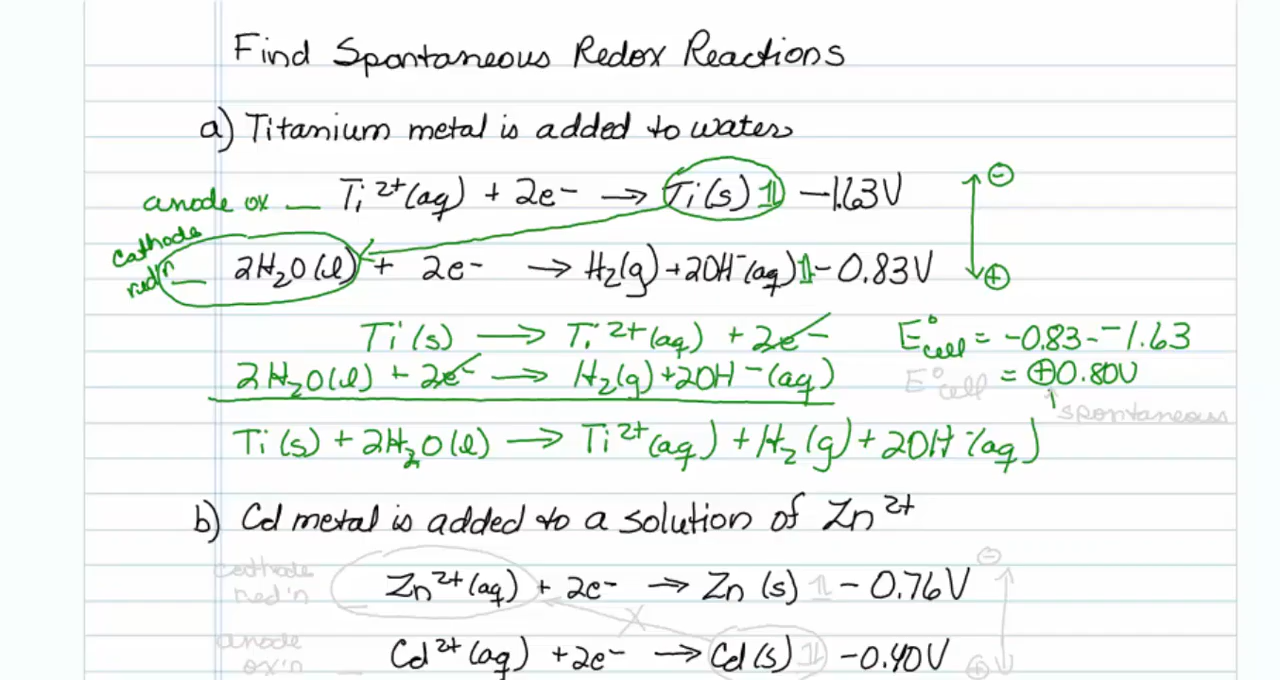 Find Spontaneous Redox Reactions
a) Titanium metal is added to water
anode ox — Ti²⁺(aq) + 2e⁻ → Ti(s) ⥮ -1.63V ⊖
cathode
red'n — 2H₂O(l) + 2e⁻ → H₂(g) + 2OH⁻(aq) ⥮ -0.83V ⊕
Ti(s) → Ti²⁺(aq) + 2e⁻ E°cell = -0.83 - -1.63
2H₂O(l) + 2e⁻ → H₂(g) + 2OH⁻(aq) E°cell = ⊕0.80V
↑
spontaneous
Ti(s) + 2H₂O(l) → Ti²⁺(aq) + H₂(g) + 2OH⁻(aq)
b) Cd metal is added to a solution of Zn²⁺
cathode
red'n Zn²⁺(aq) + 2e⁻ → Zn(s) ⥮ -0.76V ⊖
anode
ox'n — Cd²⁺(aq) + 2e⁻ → Cd(s) ⥮ -0.40V ⊕